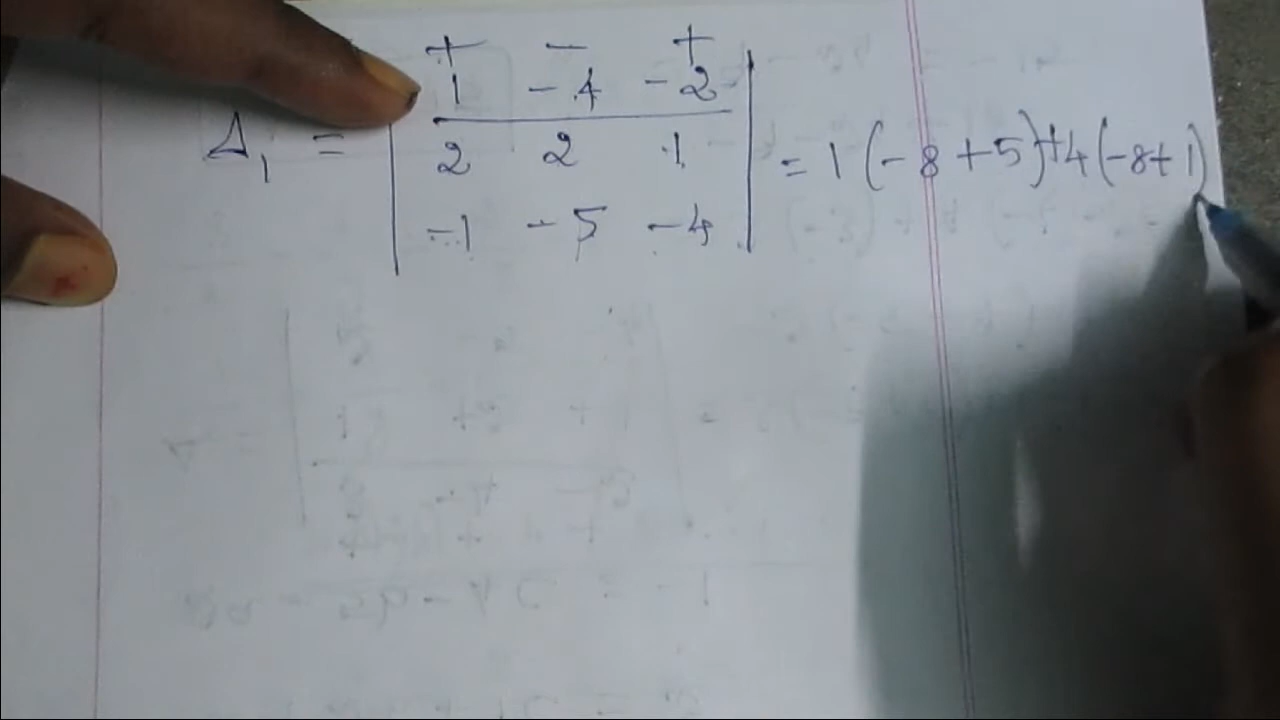 + − +
1 −4 −2
Δ₁ = | 2 2 1 | = 1(−8+5)+4(−8+1)
−1 −5 −4